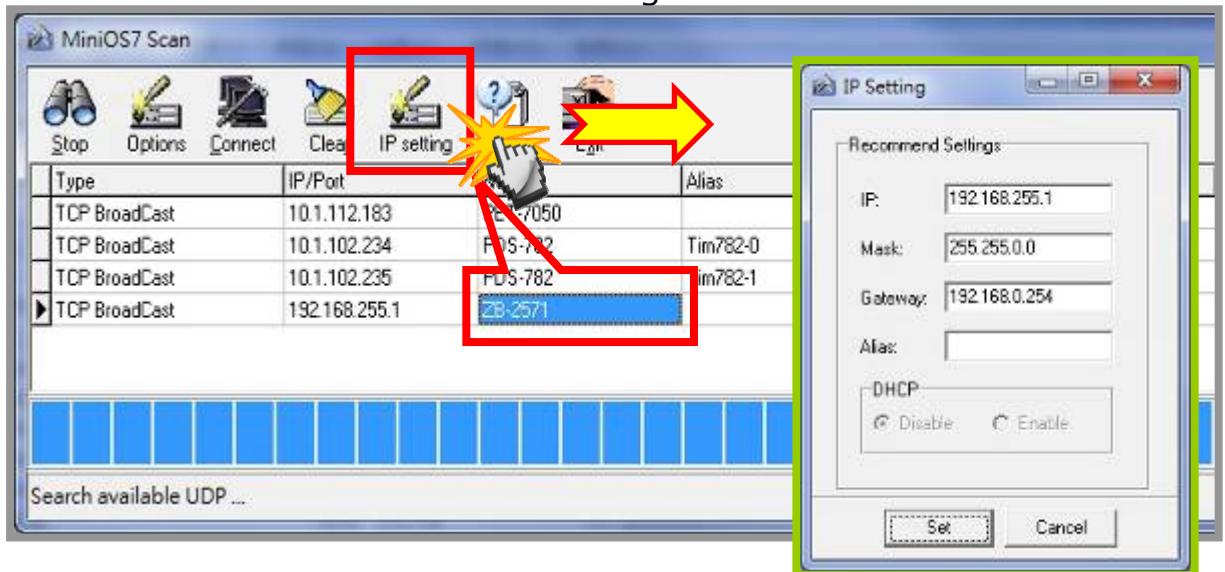 MiniOS7 Scan
Stop Options Connect Clear IP setting
Type IP/Port Alias
TCP BroadCast 10.1.112.183
TCP BroadCast 10.1.102.234 PDS-782 Tim782-0
TCP BroadCast 10.1.102.235 PDS-782 Tim782-1
TCP BroadCast 192.168.255.1 ZB-2571
Search available UDP ...
IP Setting
Recommend Settings
IP: 192.168.255.1
Mask: 255.255.0.0
Gateway: 192.168.0.254
Alias:
DHCP
Disable Enable
Set Cancel